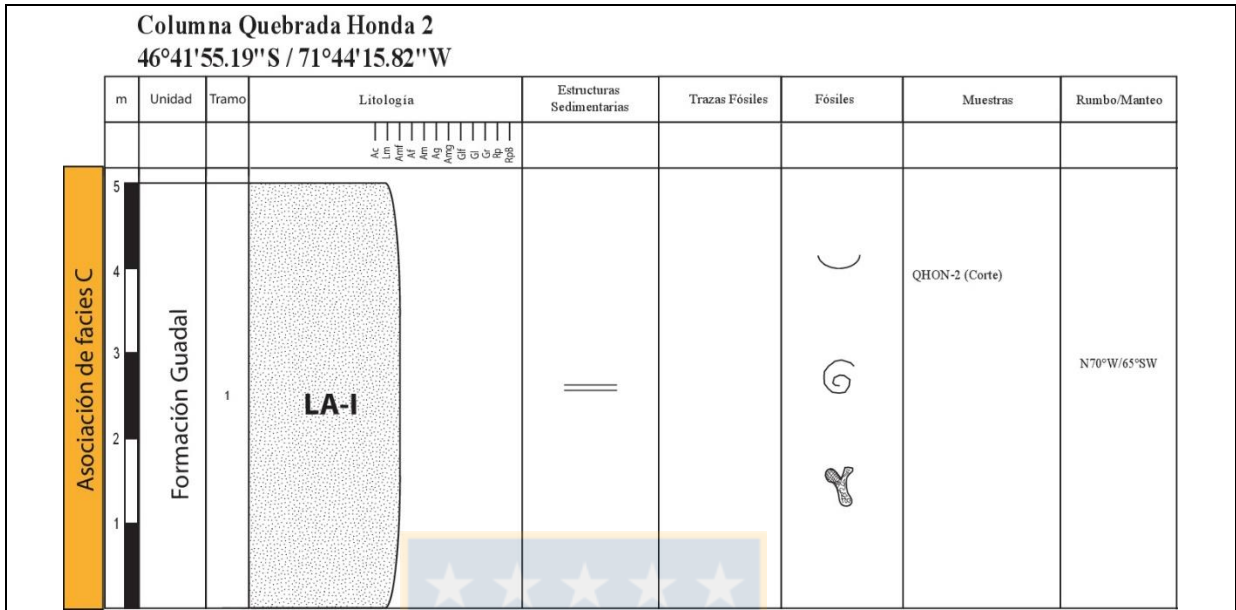 Columna Quebrada Honda 2
46°41'55.19"S / 71°44'15.82"W
m Unidad Tramo Litología Estructuras Sedimentarias Trazas Fósiles Fósiles Muestras Rumbo/Manteo
Ac Lm Amf Af Am Ag Amg Glf Gl Gr Rp RpB
Asociación de facies C
5
4
3
2
1
Formación Guadal
1
LA-I
QHON-2 (Corte)
N70°W/65°SW